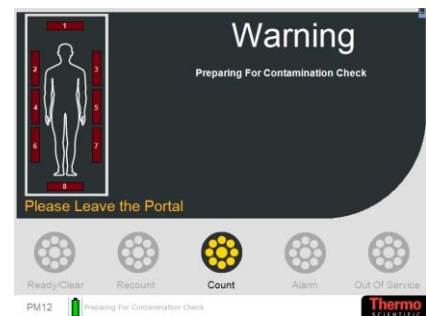 Warning
Preparing For Contamination Check
1
2 3
4 5
6 7
8
Please Leave the Portal
Ready/Clear Recount Count Alarm Out Of Service
PM12 Preparing For Contamination Check Thermo
SCIENTIFIC